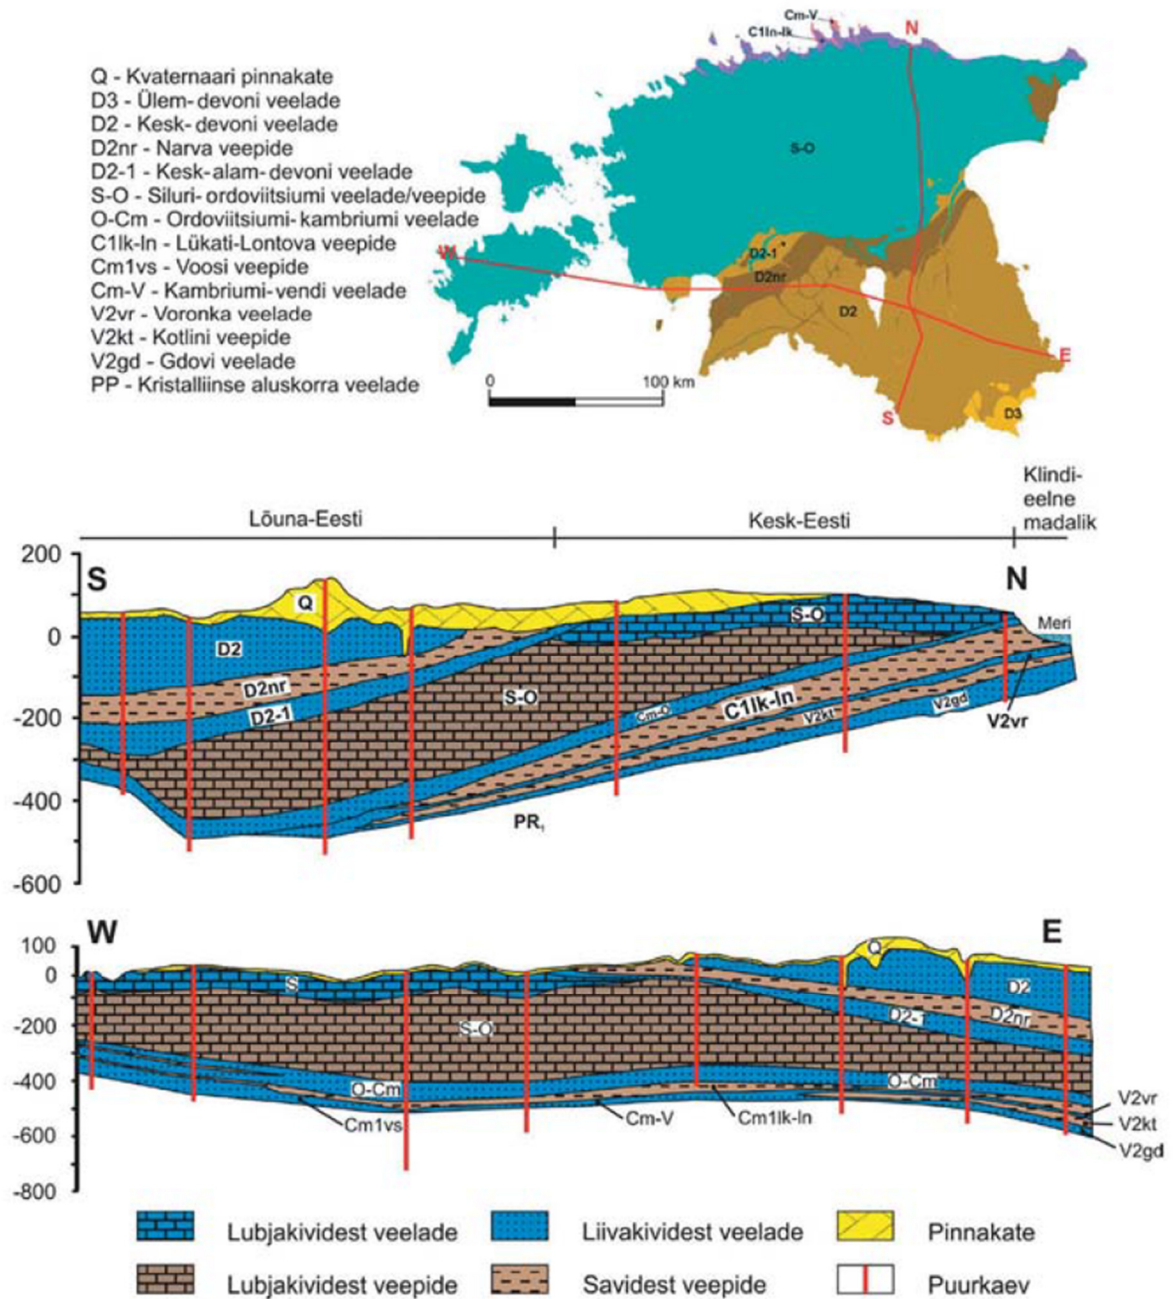 Q - Kvaternaari pinnakate
D3 - Ülem-devoni veelade
D2 - Kesk-devoni veelade
D2nr - Narva veepide
D2-1 - Kesk-alam-devoni veelade
S-O - Siluri-ordoviitsiumi veelade/veepide
O-Cm - Ordoviitsiumi-kambriumi veelade
C1lk-ln - Lükati-Lontova veepide
Cm1vs - Voosi veepide
Cm-V - Kambriumi-vendi veelade
V2vr - Voronka veelade
V2kt - Kotlini veepide
V2gd - Gdovi veelade
PP - Kristalliinse aluskorra veelade
Cm-V
C1ln-lk
N
S-O
W
D2-1
D2nr
D2
E
S
D3
0 100 km
Lõuna-Eesti
Kesk-Eesti
Klindi-
eelne
madalik
200
0
-200
-400
-600
S
N
Q
D2
D2nr
D2-1
S-O
S-O
Meri
Cm-O
C1lk-ln
V2kt
V2gd
V2vr
PR1
W
E
100
0
-200
-400
-600
-800
S
Q
D2
S-O
D2-1
D2nr
O-Cm
O-Cm
Cm1vs
Cm-V
Cm1lk-ln
V2vr
V2kt
V2gd
Lubjakividest veelade
Liivakividest veelade
Pinnakate
Lubjakividest veepide
Savidest veepide
Puurkaev